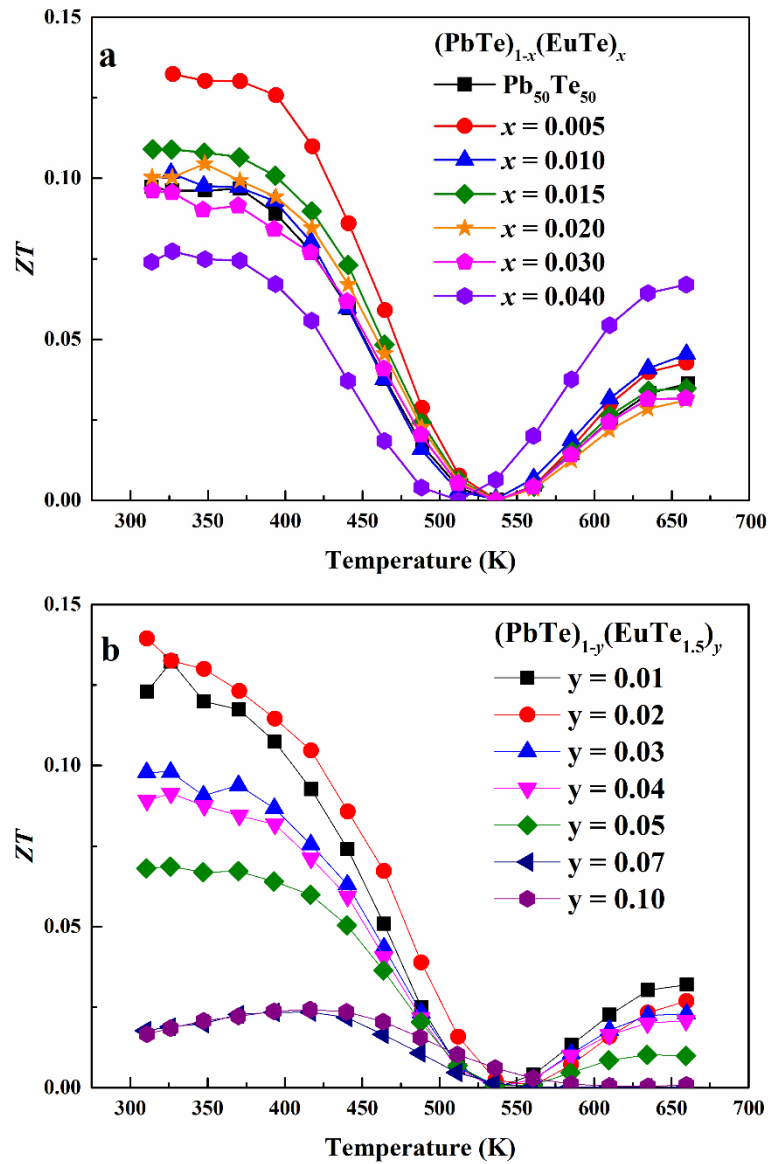 0.15
a
(PbTe)1-x(EuTe)x
Pb50Te50
x = 0.005
x = 0.010
x = 0.015
x = 0.020
x = 0.030
x = 0.040
0.10
ZT
0.05
0.00
300 350 400 450 500 550 600 650 700
Temperature (K)
0.15
b
(PbTe)1-y(EuTe1.5)y
y = 0.01
y = 0.02
y = 0.03
y = 0.04
y = 0.05
y = 0.07
y = 0.10
0.10
ZT
0.05
0.00
300 350 400 450 500 550 600 650 700
Temperature (K)